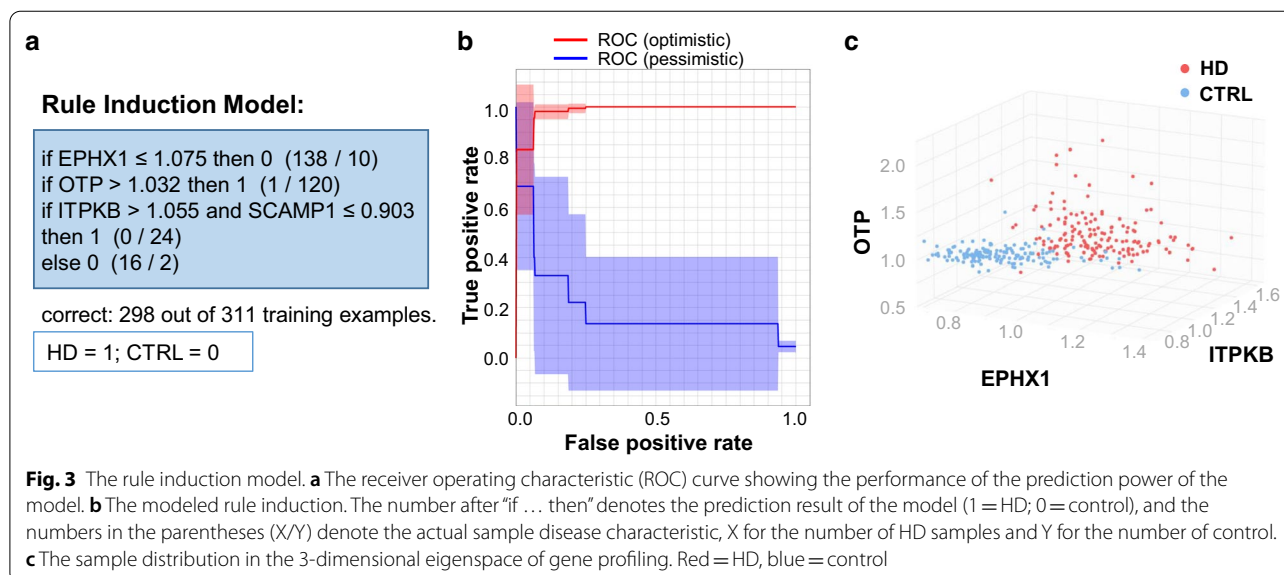 a
Rule Induction Model:
if EPHX1 ≤ 1.075 then 0 (138 / 10)
if OTP > 1.032 then 1 (1 / 120)
if ITPKB > 1.055 and SCAMP1 ≤ 0.903
then 1 (0 / 24)
else 0 (16 / 2)
correct: 298 out of 311 training examples.
HD = 1; CTRL = 0
b
ROC (optimistic)
ROC (pessimistic)
True positive rate
1.0
0.8
0.6
0.4
0.2
0.0
0.0 0.5 1.0
False positive rate
c
HD
CTRL
OTP
2.0
1.5
1.0
0.5
0.8 1.0 1.2 1.4
EPHX1
0.8 1.0 1.2 1.4 1.6
ITPKB
Fig. 3 The rule induction model. a The receiver operating characteristic (ROC) curve showing the performance of the prediction power of the
model. b The modeled rule induction. The number after "if … then" denotes the prediction result of the model (1 = HD; 0 = control), and the
numbers in the parentheses (X/Y) denote the actual sample disease characteristic, X for the number of HD samples and Y for the number of control.
c The sample distribution in the 3-dimensional eigenspace of gene profiling. Red = HD, blue = control